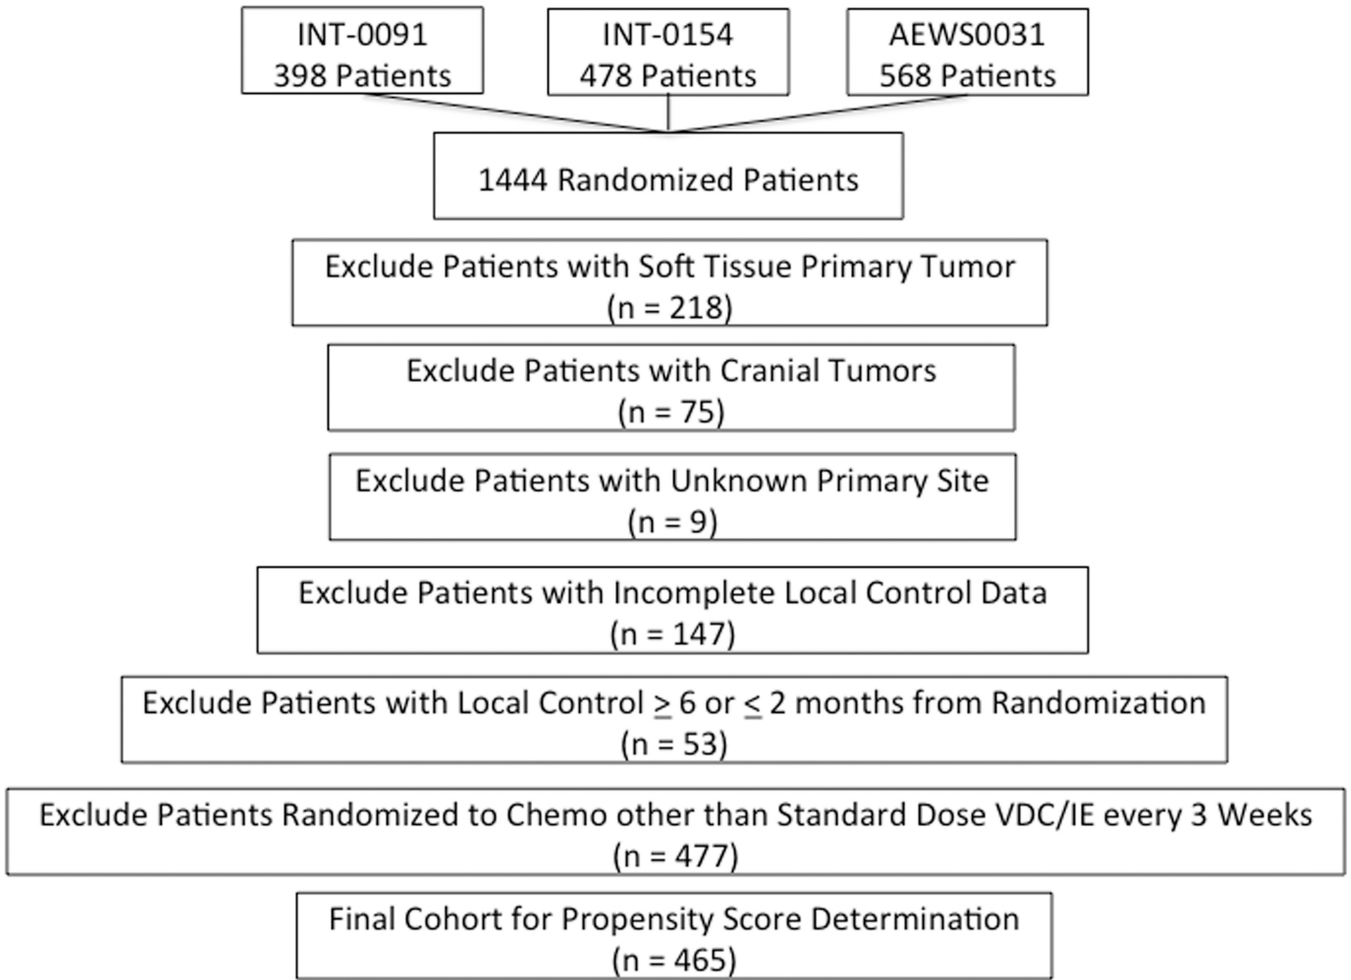 INT-0091
398 Patients
INT-0154
478 Patients
AEWS0031
568 Patients
1444 Randomized Patients
Exclude Patients with Soft Tissue Primary Tumor
(n = 218)
Exclude Patients with Cranial Tumors
(n = 75)
Exclude Patients with Unknown Primary Site
(n = 9)
Exclude Patients with Incomplete Local Control Data
(n = 147)
Exclude Patients with Local Control ≥ 6 or ≤ 2 months from Randomization
(n = 53)
Exclude Patients Randomized to Chemo other than Standard Dose VDC/IE every 3 Weeks
(n = 477)
Final Cohort for Propensity Score Determination
(n = 465)